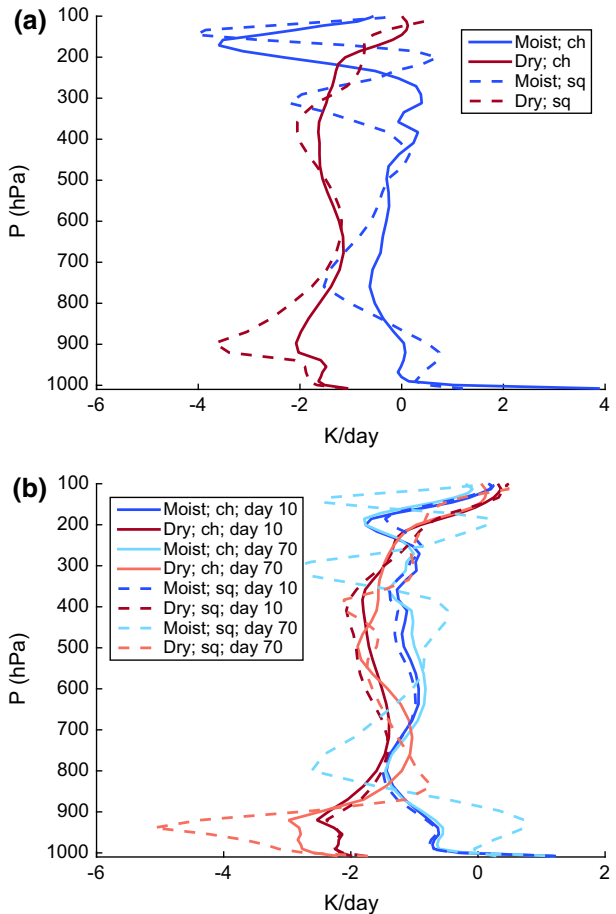 (a)
100
200
300
400
500
600
700
800
900
1000
P (hPa)
-6
-4
-2
0
2
4
K/day
Moist; ch
Dry; ch
Moist; sq
Dry; sq
(b)
100
200
300
400
500
600
700
800
900
1000
P (hPa)
-6
-4
-2
0
2
K/day
Moist; ch; day 10
Dry; ch; day 10
Moist; ch; day 70
Dry; ch; day 70
Moist; sq; day 10
Dry; sq; day 10
Moist; sq; day 70
Dry; sq; day 70